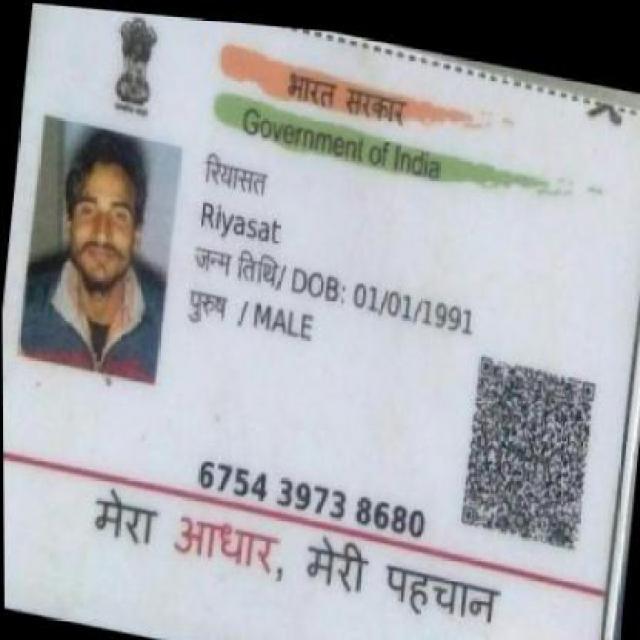 भारत सरकार
Government of India
रियासत
Riyasat
जन्म तिथि/ DOB: 01/01/1991
पुरुष / MALE
6754 3973 8680
मेरा आधार, मेरी पहचान